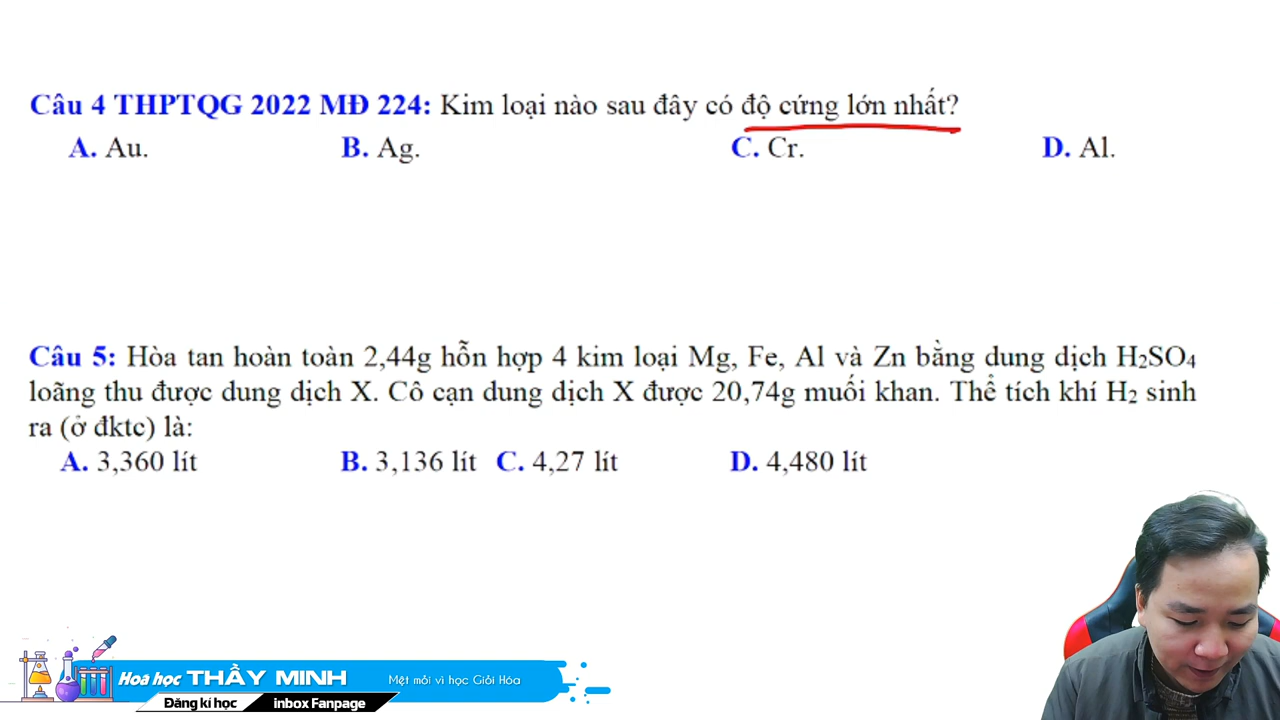 Câu 4 THPTQG 2022 MĐ 224: Kim loại nào sau đây có độ cứng lớn nhất?
A. Au. B. Ag. C. Cr. D. Al.
Câu 5: Hòa tan hoàn toàn 2,44g hỗn hợp 4 kim loại Mg, Fe, Al và Zn bằng dung dịch H₂SO₄
loãng thu được dung dịch X. Cô cạn dung dịch X được 20,74g muối khan. Thể tích khí H₂ sinh
ra (ở đktc) là:
A. 3,360 lít B. 3,136 lít C. 4,27 lít D. 4,480 lít
Hoá học THẦY MINH Mệt mỏi vì học Giỏi Hóa
Đăng kí học inbox Fanpage